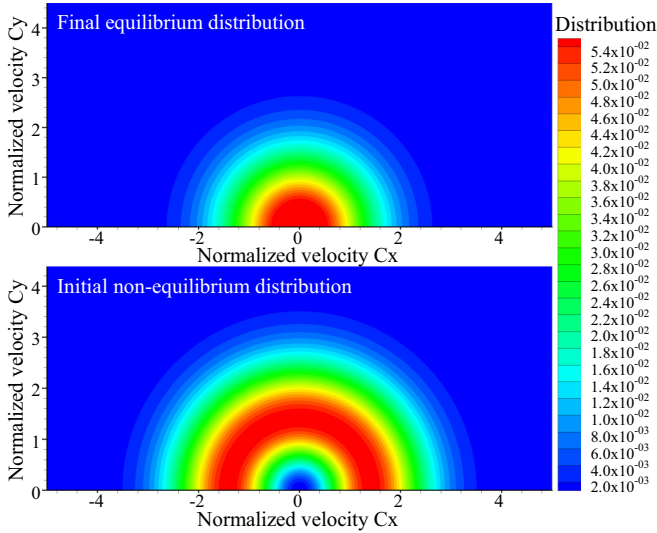 Final equilibrium distribution
Normalized velocity Cy
4
3
2
1
0
-4
-2
0
2
4
Normalized velocity Cx
Initial non-equilibrium distribution
Normalized velocity Cy
4
3
2
1
0
-4
-2
0
2
4
Normalized velocity Cx
Distribution
5.4x10⁻⁰²
5.2x10⁻⁰²
5.0x10⁻⁰²
4.8x10⁻⁰²
4.6x10⁻⁰²
4.4x10⁻⁰²
4.2x10⁻⁰²
4.0x10⁻⁰²
3.8x10⁻⁰²
3.6x10⁻⁰²
3.4x10⁻⁰²
3.2x10⁻⁰²
3.0x10⁻⁰²
2.8x10⁻⁰²
2.6x10⁻⁰²
2.4x10⁻⁰²
2.2x10⁻⁰²
2.0x10⁻⁰²
1.8x10⁻⁰²
1.6x10⁻⁰²
1.4x10⁻⁰²
1.2x10⁻⁰²
1.0x10⁻⁰²
8.0x10⁻⁰³
6.0x10⁻⁰³
4.0x10⁻⁰³
2.0x10⁻⁰³